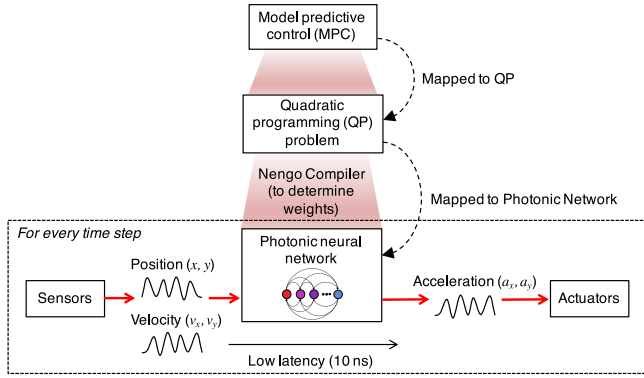 Model predictive
control (MPC)
Mapped to QP
Quadratic
programming (QP)
problem
Nengo Compiler
(to determine
weights)
Mapped to Photonic Network
For every time step
Photonic neural
network
Position (x, y)
Acceleration (aₓ, aᵧ)
Sensors
Actuators
Velocity (vₓ, vᵧ)
Low latency (10 ns)